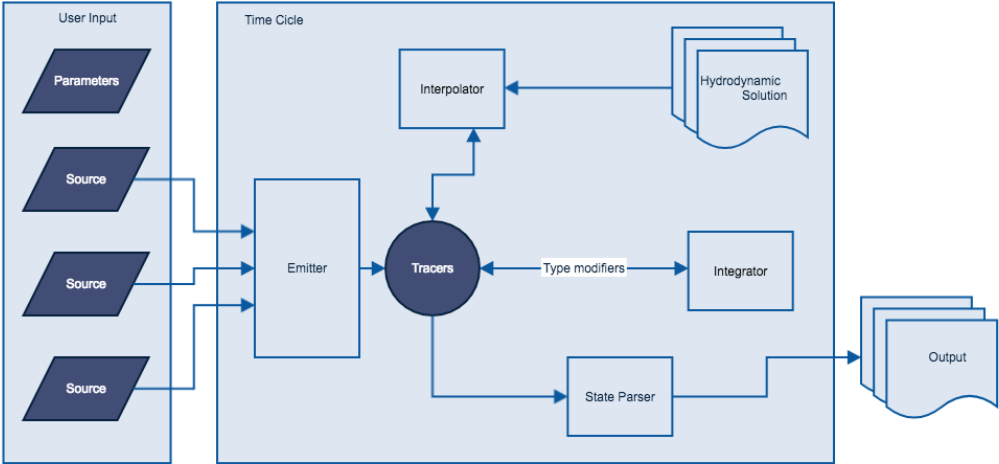 User Input
Time Cicle
Parameters
Interpolator
Hydrodynamic
Solution
Source
Source
Emitter
Tracers
Type modifiers
Integrator
Source
State Parser
Output